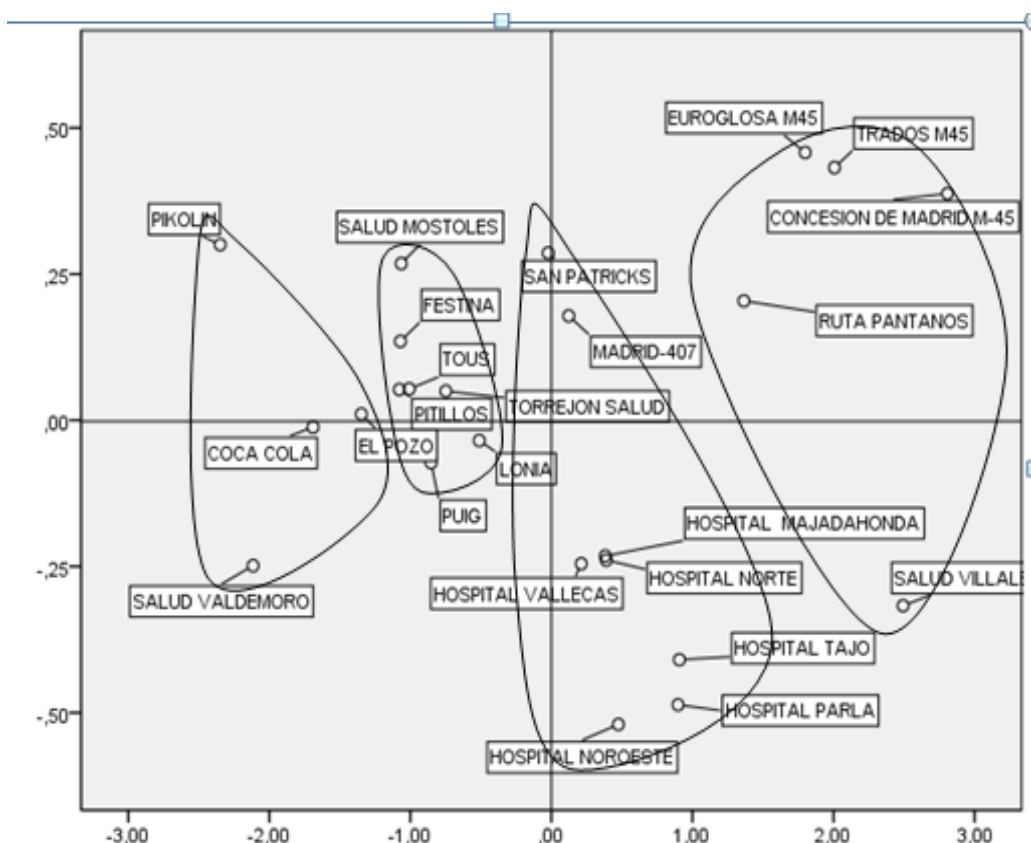 ,50
,25
,00
-,25
-,50
EUROGLOSA M45
TRADOS M45
CONCESION DE MADRID M-45
PIKOLIN
SALUD MOSTOLES
SAN PATRICKS
FESTINA
RUTA PANTANOS
MADRID-407
TOUS
TORREJON SALUD
PITILLOS
EL POZO
COCA COLA
LONIA
PUIG
HOSPITAL MAJADAHONDA
HOSPITAL NORTE
SALUD VILLALE
HOSPITAL VALLECAS
SALUD VALDEMORO
HOSPITAL TAJO
HOSPITAL PARLA
HOSPITAL NOROESTE
-3,00 -2,00 -1,00 ,00 1,00 2,00 3,00